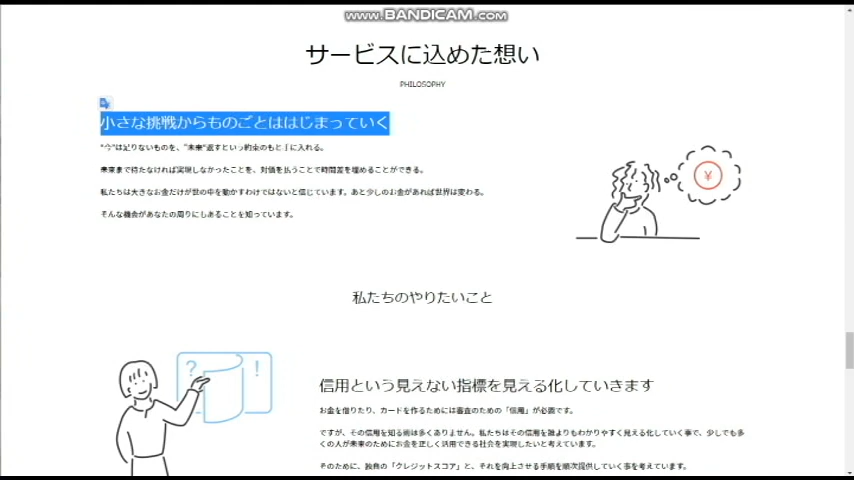 www.BANDICAM.com
サービスに込めた想い
PHILOSOPHY
小さな挑戦からものごとははじまっていく
"今"は足りないものを、"未来"返すという約束のもと手に入れる。
未来まで待たなければ実現しなかったことを、対価を払うことで時間差を埋めることができる。
私たちは大きなお金だけが世の中を動かすわけではないと信じています。あと少しのお金があれば世界は変わる。
そんな機会があなたの周りにしあることを知っています。
¥
私たちのやりたいこと
? !
信用という見えない指標を見える化していきます
お金を借りたり、カードを作るためには審査のための「信用」が必要です。
ですが、その信用を知る術は多くありません。私たちはその信用を誰よりもわかりやすく見える化していく事で、少しでも多
くの人が未来のためにお金を正しく活用できる社会を実現したいと考えています。
そのために、独自の「クレジットスコア」と、それを向上させる手順を順次提供していく事を考えています。